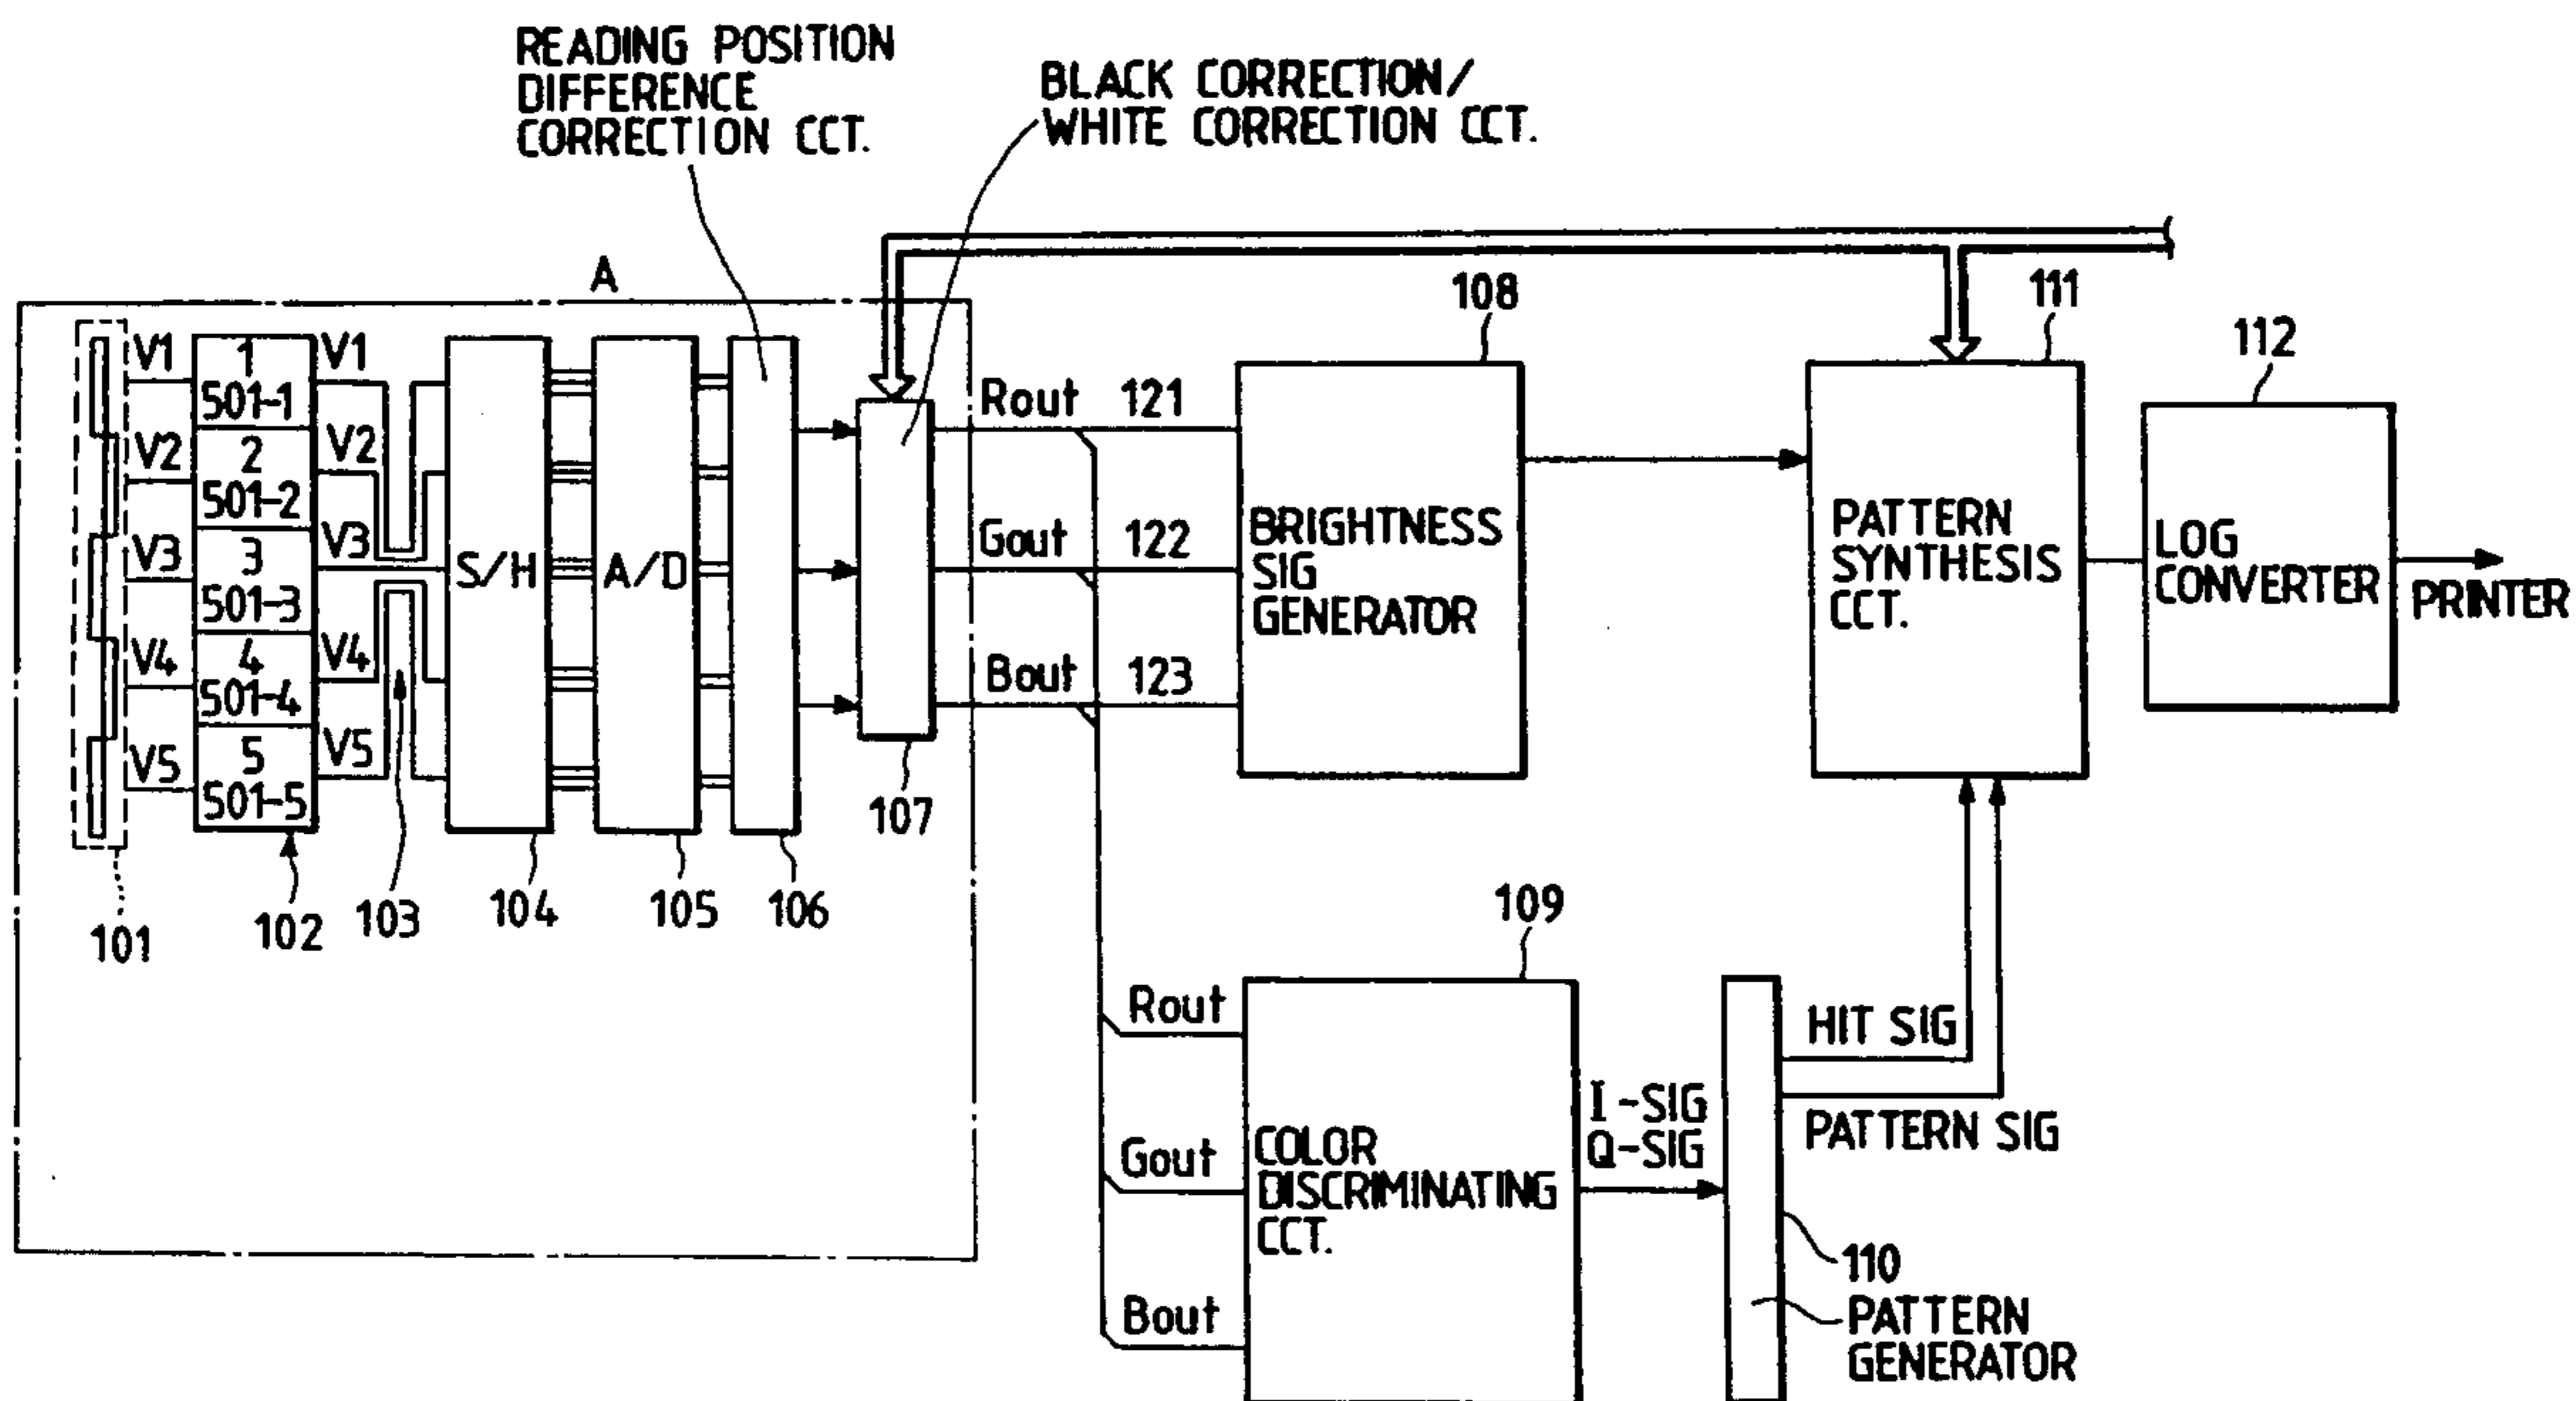 READING POSITION
DIFFERENCE
CORRECTION CCT.
BLACK CORRECTION/
WHITE CORRECTION CCT.
A
108
111
112
V1
1
501-1
V1
V2
2
501-2
V2
V3
3
501-3
V3
V4
4
501-4
V4
V5
5
501-5
V5
S/H
A/D
Rout 121
Gout 122
Bout 123
BRIGHTNESS
SIG
GENERATOR
PATTERN
SYNTHESIS
CCT.
LOG
CONVERTER
PRINTER
101
102
103
104
105
106
107
109
Rout
Gout
Bout
COLOR
DISCRIMINATING
CCT.
I-SIG
Q-SIG
HIT SIG
PATTERN SIG
110
PATTERN
GENERATOR